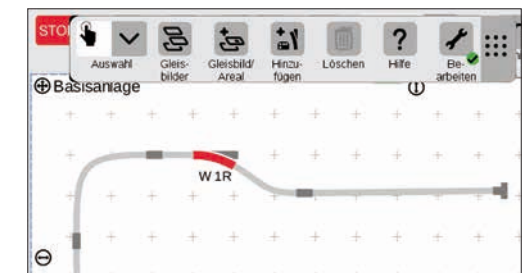 STO
Auswahl
Gleis-
bilder
Gleisbild/
Areal
Hinzu-
fügen
Löschen
?
Hilfe
Be-
arbeiten
Basisanlage
W 1R